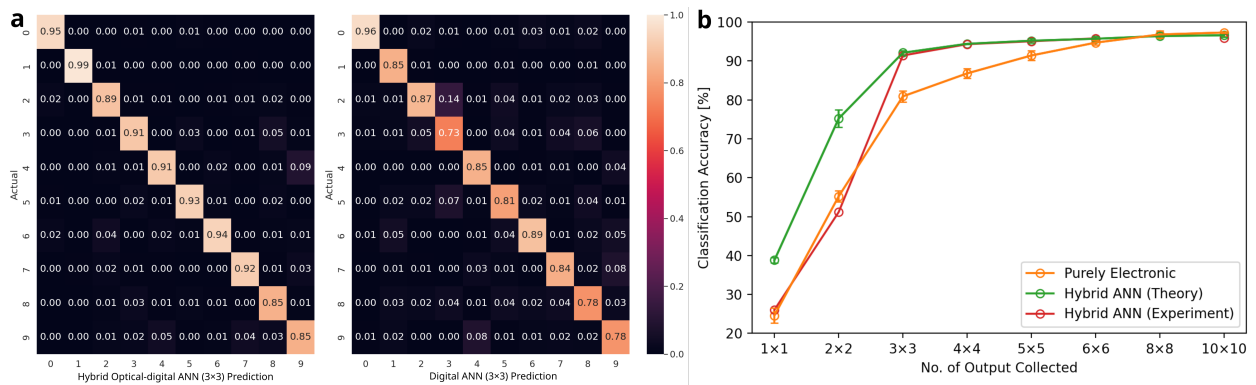 a
0 0.95 0.00 0.00 0.01 0.00 0.01 0.00 0.00 0.02 0.00
1 0.00 0.99 0.01 0.00 0.00 0.00 0.00 0.00 0.01 0.00
2 0.02 0.00 0.89 0.01 0.01 0.00 0.01 0.01 0.03 0.00
3 0.00 0.00 0.01 0.91 0.00 0.03 0.00 0.01 0.05 0.01
4 0.00 0.00 0.01 0.01 0.91 0.00 0.02 0.00 0.01 0.09
5 0.01 0.00 0.00 0.02 0.01 0.93 0.01 0.00 0.02 0.01
6 0.02 0.00 0.04 0.00 0.02 0.01 0.94 0.00 0.01 0.00
7 0.00 0.01 0.01 0.01 0.00 0.00 0.00 0.92 0.01 0.03
8 0.00 0.00 0.01 0.03 0.01 0.01 0.01 0.00 0.85 0.01
9 0.00 0.00 0.01 0.02 0.05 0.01 0.00 0.04 0.03 0.85
0 1 2 3 4 5 6 7 8 9
Actual
Hybrid Optical-digital ANN (3×3) Prediction
0 0.96 0.00 0.01 0.00 0.00 0.01 0.03 0.00 0.02 0.01
1 0.00 0.85 0.01 0.00 0.00 0.00 0.01 0.01 0.01 0.00
2 0.01 0.01 0.87 0.14 0.01 0.04 0.01 0.02 0.03 0.00
3 0.01 0.01 0.05 0.73 0.00 0.04 0.01 0.04 0.06 0.01
4 0.00 0.01 0.00 0.00 0.85 0.01 0.00 0.00 0.00 0.04
5 0.00 0.02 0.03 0.07 0.01 0.81 0.02 0.01 0.04 0.01
6 0.01 0.05 0.01 0.01 0.04 0.02 0.89 0.00 0.02 0.05
7 0.00 0.01 0.01 0.00 0.03 0.01 0.00 0.84 0.02 0.08
8 0.01 0.03 0.02 0.04 0.01 0.04 0.02 0.04 0.78 0.03
9 0.01 0.02 0.00 0.00 0.08 0.01 0.00 0.03 0.02 0.78
0 1 2 3 4 5 6 7 8 9
Actual
Digital ANN (3×3) Prediction
1.0
0.8
0.6
0.4
0.2
0.0
b
100
90
80
70
60
50
40
30
20
Classification Accuracy [%]
Purely Electronic
Hybrid ANN (Theory)
Hybrid ANN (Experiment)
1×1 2×2 3×3 4×4 5×5 6×6 8×8 10×10
No. of Output Collected